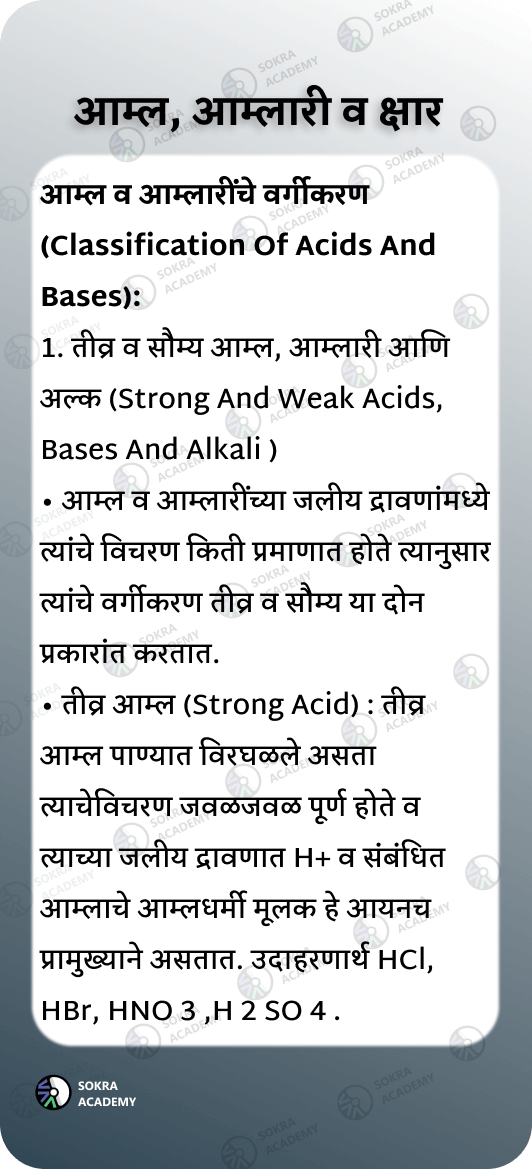 आम्ल, आम्लारी व क्षार
आम्ल व आम्लारींचे वर्गीकरण
(Classification Of Acids And
Bases):
1. तीव्र व सौम्य आम्ल, आम्लारी आणि
अल्क (Strong And Weak Acids,
Bases And Alkali )
• आम्ल व आम्लारींच्या जलीय द्रावणांमध्ये
त्यांचे विचरण किती प्रमाणात होते त्यानुसार
त्यांचे वर्गीकरण तीव्र व सौम्य या दोन
प्रकारांत करतात.
• तीव्र आम्ल (Strong Acid) : तीव्र
आम्ल पाण्यात विरघळले असता
त्याचेविचरण जवळजवळ पूर्ण होते व
त्याच्या जलीय द्रावणात H+ व संबंधित
आम्लाचे आम्लधर्मी मूलक हे आयनच
प्रामुख्याने असतात. उदाहरणार्थ HCl,
HBr, HNO 3 ,H 2 SO 4 .
SOKRA
ACADEMY